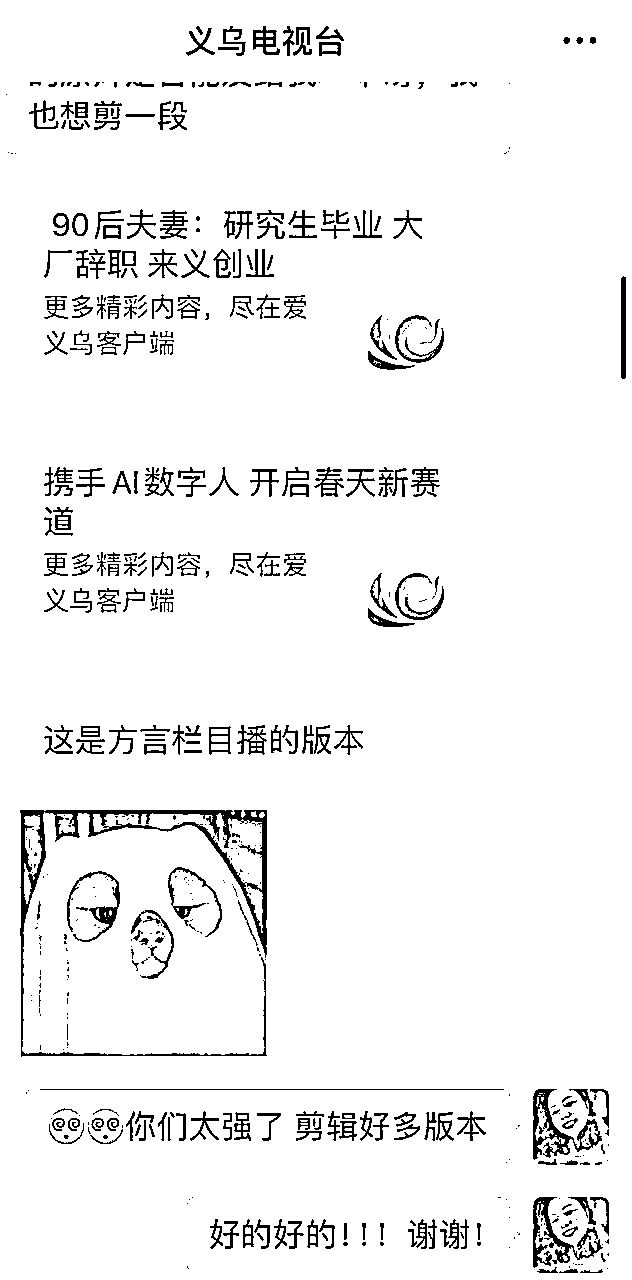 义乌电视台
也想剪一段
90后夫妻：研究生毕业 大
厂辞职 来义创业
更多精彩内容，尽在爱
义乌客户端
携手AI数字人 开启春天新赛
道
更多精彩内容，尽在爱
义乌客户端
这是方言栏目播的版本
你们太强了 剪辑好多版本
好的好的!!! 谢谢!